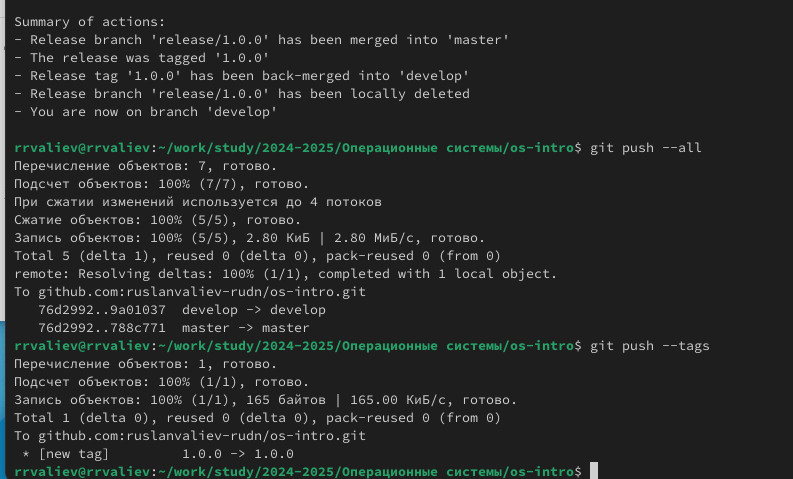 Summary of actions:
- Release branch 'release/1.0.0' has been merged into 'master'
- The release was tagged '1.0.0'
- Release tag '1.0.0' has been back-merged into 'develop'
- Release branch 'release/1.0.0' has been locally deleted
- You are now on branch 'develop'
rrvaliev@rrvaliev:~/work/study/2024-2025/Операционные системы/os-intro$ git push --all
Перечисление объектов: 7, готово.
Подсчет объектов: 100% (7/7), готово.
При сжатии изменений используется до 4 потоков
Сжатие объектов: 100% (5/5), готово.
Запись объектов: 100% (5/5), 2.80 КиБ | 2.80 МиБ/с, готово.
Total 5 (delta 1), reused 0 (delta 0), pack-reused 0 (from 0)
remote: Resolving deltas: 100% (1/1), completed with 1 local object.
To github.com:ruslanvaliev-rudn/os-intro.git
   76d2992..9a01037  develop -> develop
   76d2992..788c771  master -> master
rrvaliev@rrvaliev:~/work/study/2024-2025/Операционные системы/os-intro$ git push --tags
Перечисление объектов: 1, готово.
Подсчет объектов: 100% (1/1), готово.
Запись объектов: 100% (1/1), 165 байтов | 165.00 КиБ/с, готово.
Total 1 (delta 0), reused 0 (delta 0), pack-reused 0 (from 0)
To github.com:ruslanvaliev-rudn/os-intro.git
 * [new tag]         1.0.0 -> 1.0.0
rrvaliev@rrvaliev:~/work/study/2024-2025/Операционные системы/os-intro$